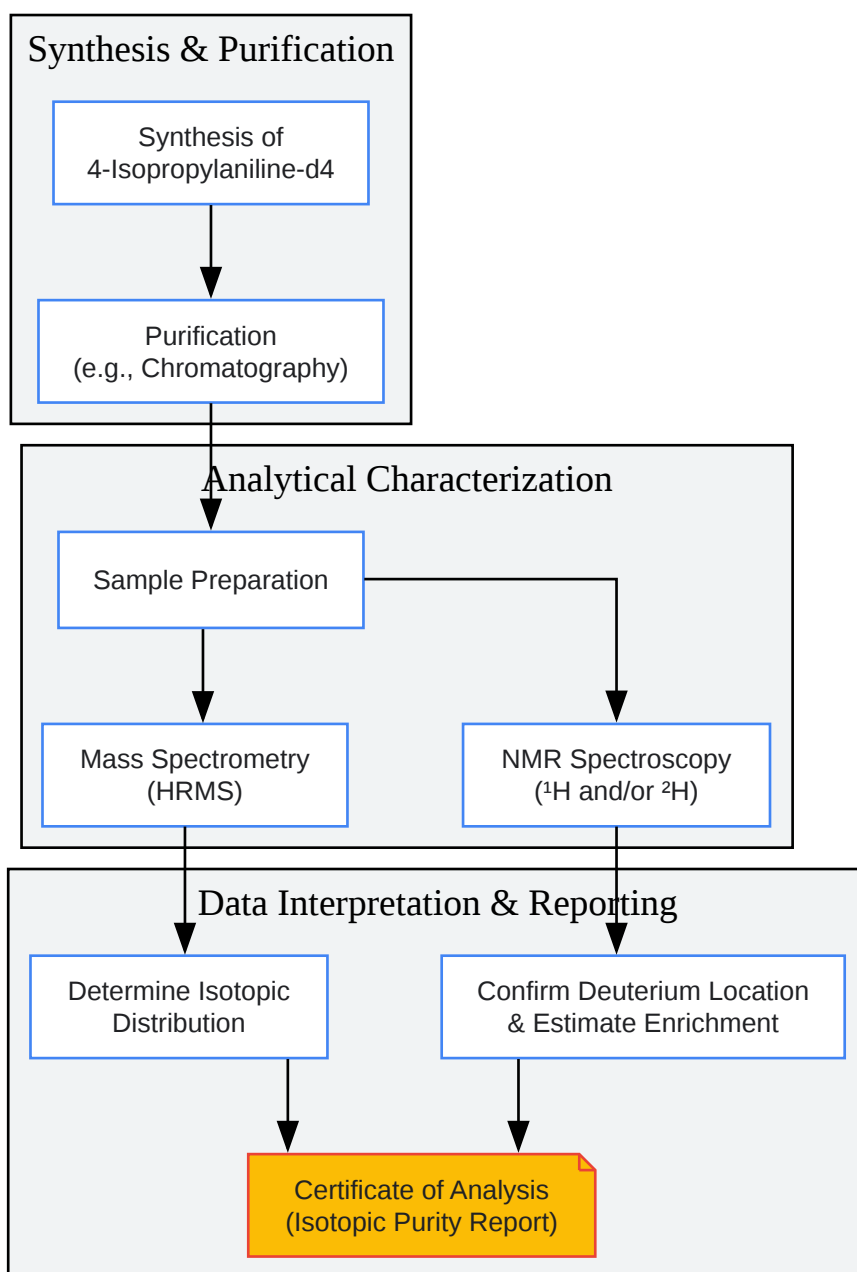 Synthesis & Purification
Synthesis of
4-Isopropylaniline-d4
Purification
(e.g., Chromatography)
Analytical Characterization
Sample Preparation
Mass Spectrometry
(HRMS)
NMR Spectroscopy
(¹H and/or ²H)
Data Interpretation & Reporting
Determine Isotopic
Distribution
Confirm Deuterium Location
& Estimate Enrichment
Certificate of Analysis
(Isotopic Purity Report)